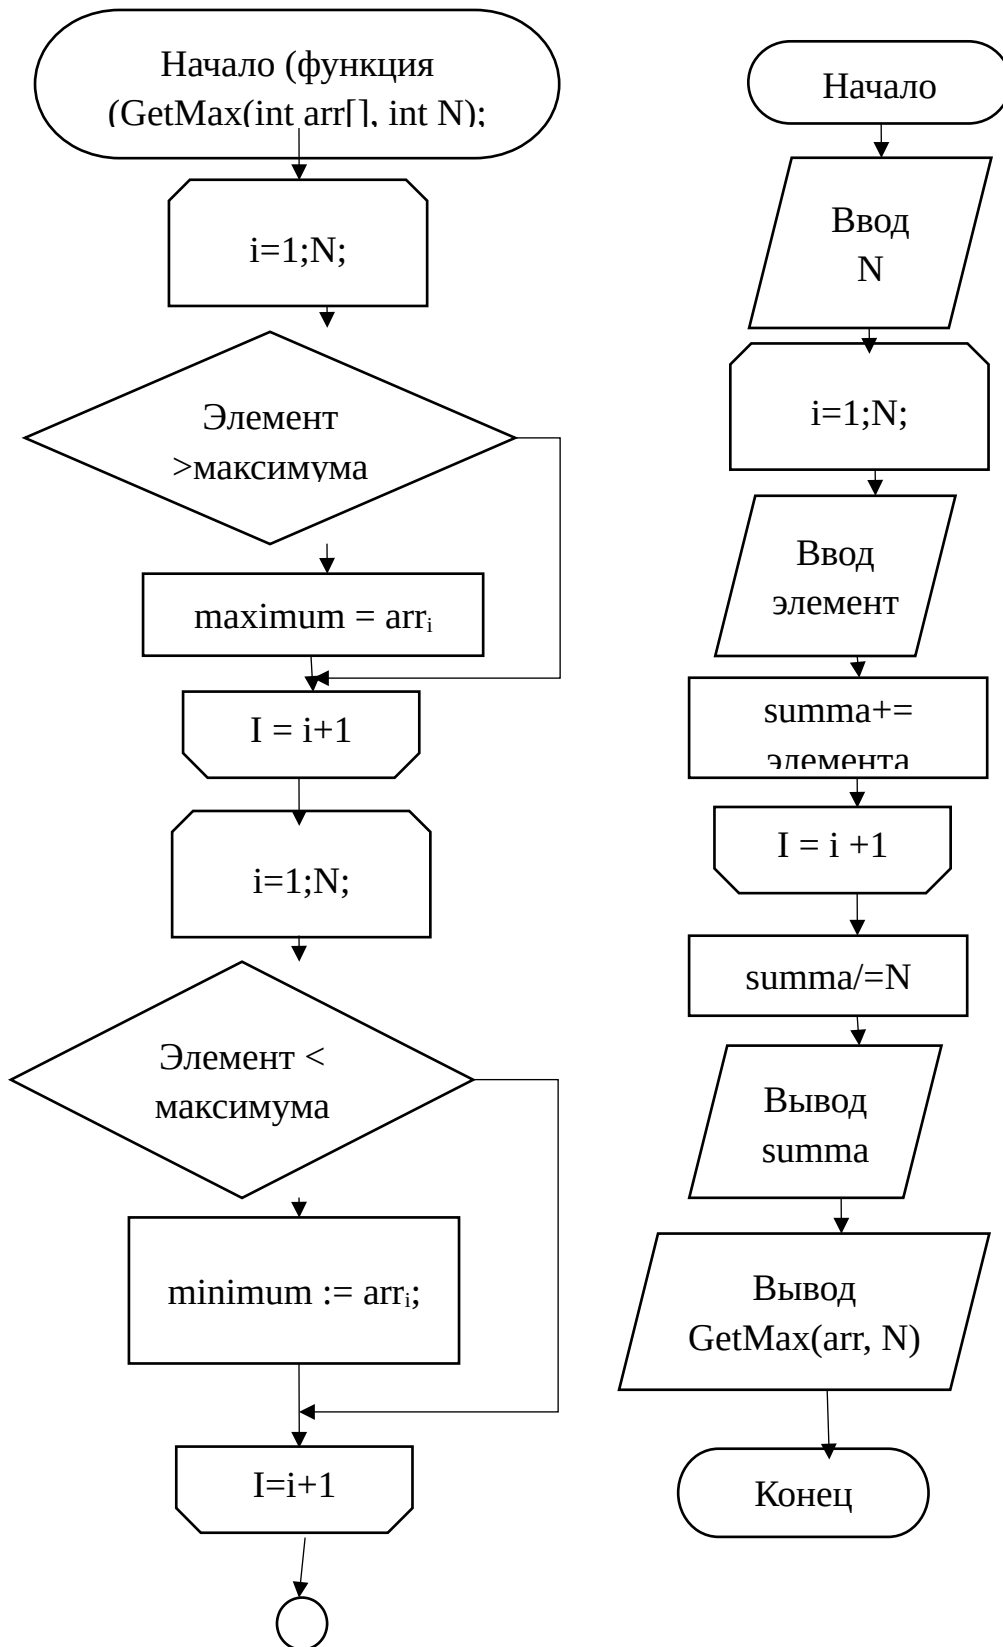 Начало (функция
(GetMax(int arr[], int N);
i=1;N;
Элемент
>максимума
maximum = arrᵢ
I = i+1
i=1;N;
Элемент <
максимума
minimum := arrᵢ;
I=i+1
Начало
Ввод
N
i=1;N;
Ввод
элемент
summa+=
элемента
I = i +1
summa/=N
Вывод
summa
Вывод
GetMax(arr, N)
Конец